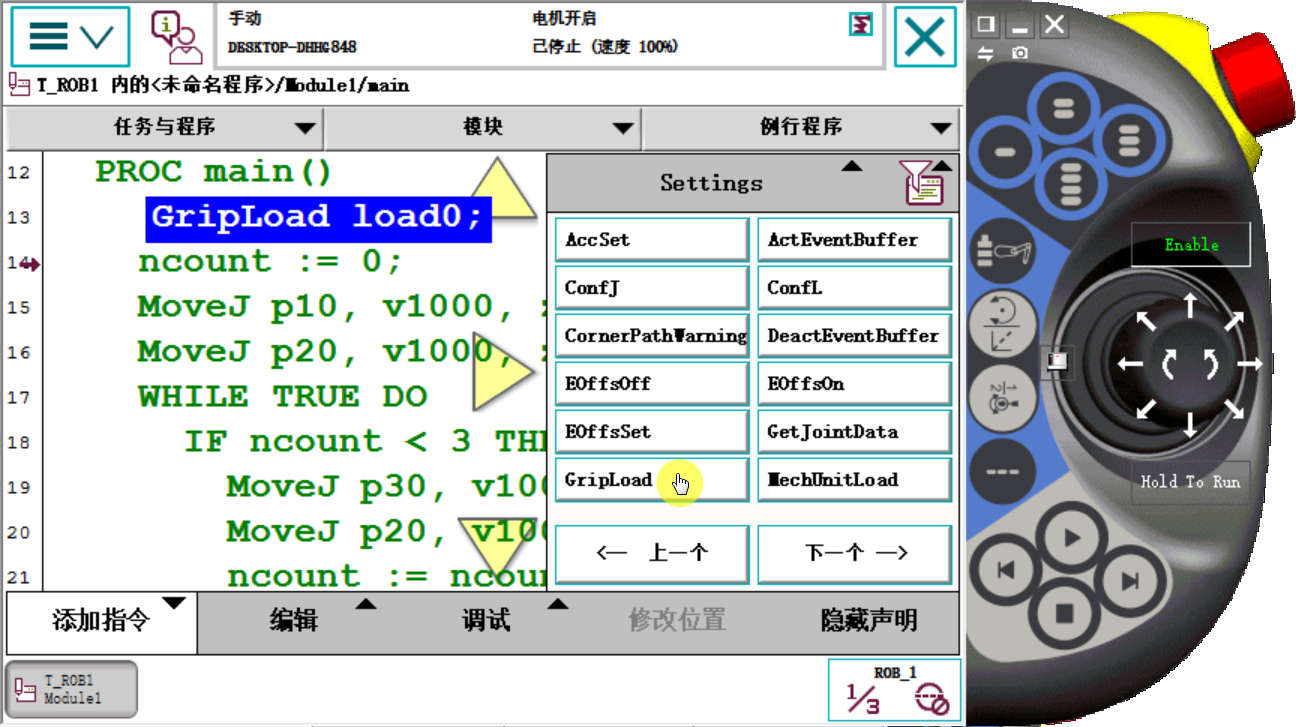 手动
DESKTOP-DHHG848
电机开启
已停止 (速度 100%)
T_ROB1 内的<未命名程序>/Module1/main
任务与程序
模块
例行程序
12 PROC main()
13 GripLoad load0;
14 ncount := 0;
15 MoveJ p10, v1000,
16 MoveJ p20, v1000,
17 WHILE TRUE DO
18 IF ncount < 3 THE
19 MoveJ p30, v100
20 MoveJ p20, v100
21 ncount := ncoun
Settings
AccSet
ActEventBuffer
ConfJ
ConfL
CornerPathWarning
DeactEventBuffer
EOffsOff
EOffsOn
EOffsSet
GetJointData
GripLoad
MechUnitLoad
<— 上一个
下一个 —>
添加指令
编辑
调试
修改位置
隐藏声明
T_ROB1
Module1
ROB_1
1/3
Enable
Hold To Run